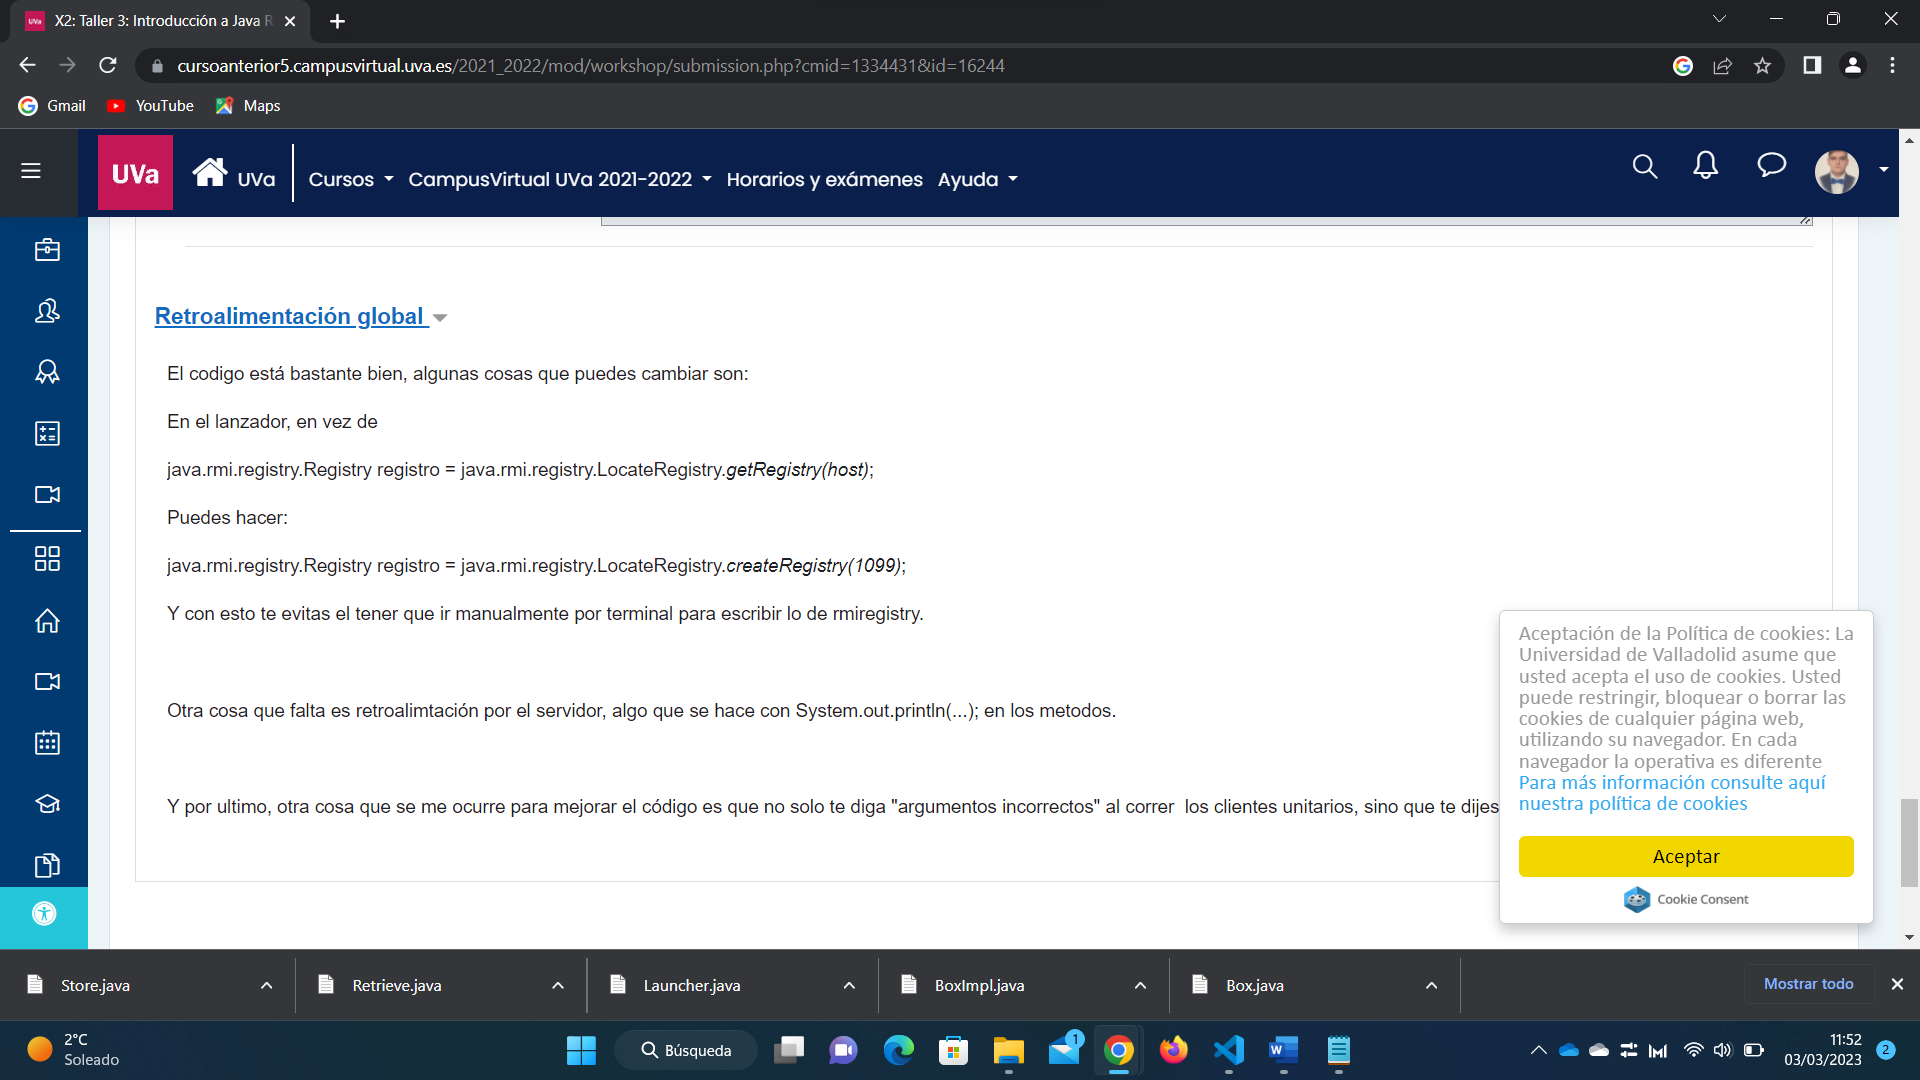 X2: Taller 3: Introducción a Java R
cursoanterior5.campusvirtual.uva.es/2021_2022/mod/workshop/submission.php?cmid=1334431&id=16244
Gmail YouTube Maps
UVa UVa Cursos CampusVirtual UVa 2021-2022 Horarios y exámenes Ayuda
Retroalimentación global
El codigo está bastante bien, algunas cosas que puedes cambiar son:
En el lanzador, en vez de
java.rmi.registry.Registry registro = java.rmi.registry.LocateRegistry.getRegistry(host);
Puedes hacer:
java.rmi.registry.Registry registro = java.rmi.registry.LocateRegistry.createRegistry(1099);
Y con esto te evitas el tener que ir manualmente por terminal para escribir lo de rmiregistry.
Otra cosa que falta es retroalimtación por el servidor, algo que se hace con System.out.println(...); en los metodos.
Y por ultimo, otra cosa que se me ocurre para mejorar el código es que no solo te diga "argumentos incorrectos" al correr  los clientes unitarios, sino que te dijes
Aceptación de la Política de cookies: La
Universidad de Valladolid asume que
usted acepta el uso de cookies. Usted
puede restringir, bloquear o borrar las
cookies de cualquier página web,
utilizando su navegador. En cada
navegador la operativa es diferente
Para más información consulte aquí
nuestra política de cookies
Aceptar
Cookie Consent
Store.java Retrieve.java Launcher.java BoxImpl.java Box.java Mostrar todo
2°C
Soleado
Búsqueda
1
11:52
03/03/2023
2